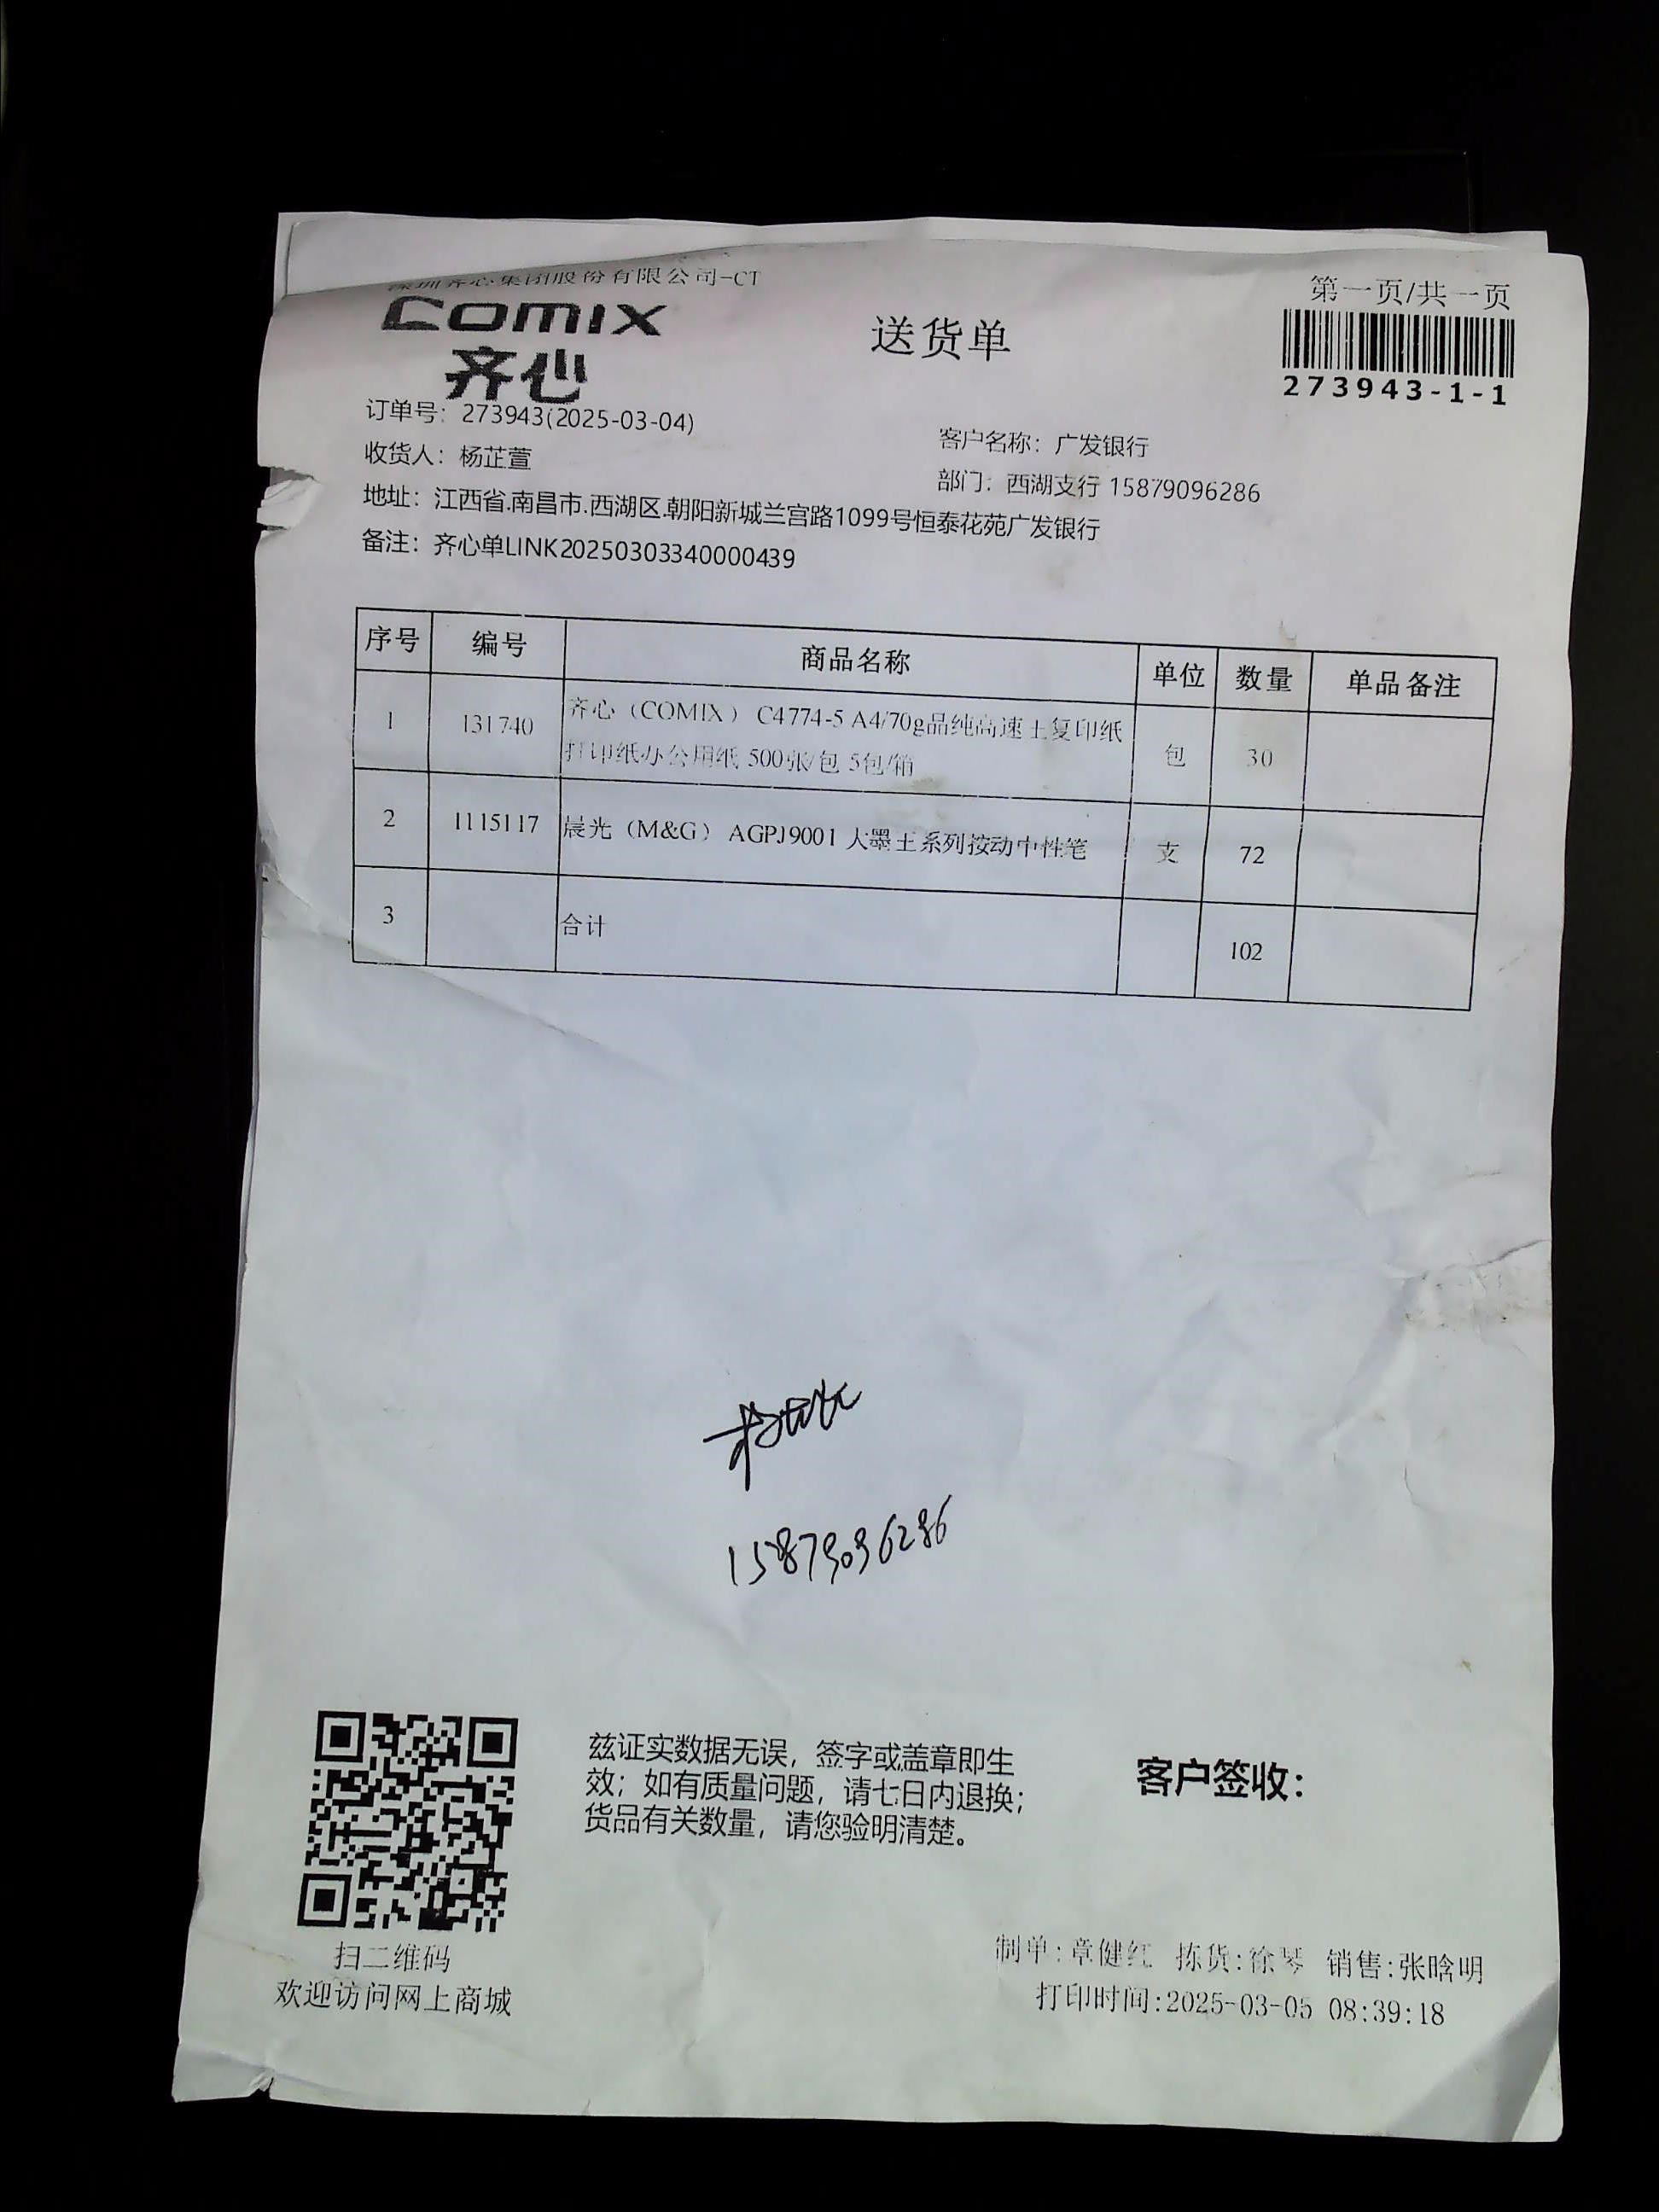 深圳齐心集团股份有限公司-CT
第一页/共一页
comix
齐心
送货单
273943-1-1
订单号：273943(2025-03-04)
客户名称：广发银行
收货人：杨芷萱
部门：西湖支行 15879096286
地址：江西省.南昌市.西湖区.朝阳新城兰宫路1099号恒泰花苑广发银行
备注：齐心单LINK20250303340000439
序号 编号 商品名称 单位 数量 单品备注
1 131740 齐心（COMIX） C4774-5 A4/70g品纯高速王复印纸 包 30
打印纸办公用纸 500张/包 5包/箱
2 1115117 晨光（M&G） AGPJ9001 大墨王系列按动中性笔 支 72
3 合计 102
15879096286
兹证实数据无误，签字或盖章即生
效；如有质量问题，请七日内退换；
货品有关数量，请您验明清楚。
客户签收：
扫二维码
欢迎访问网上商城
制单:章健红 拣货:徐琴 销售:张晗明
打印时间:2025-03-05 08:39:18